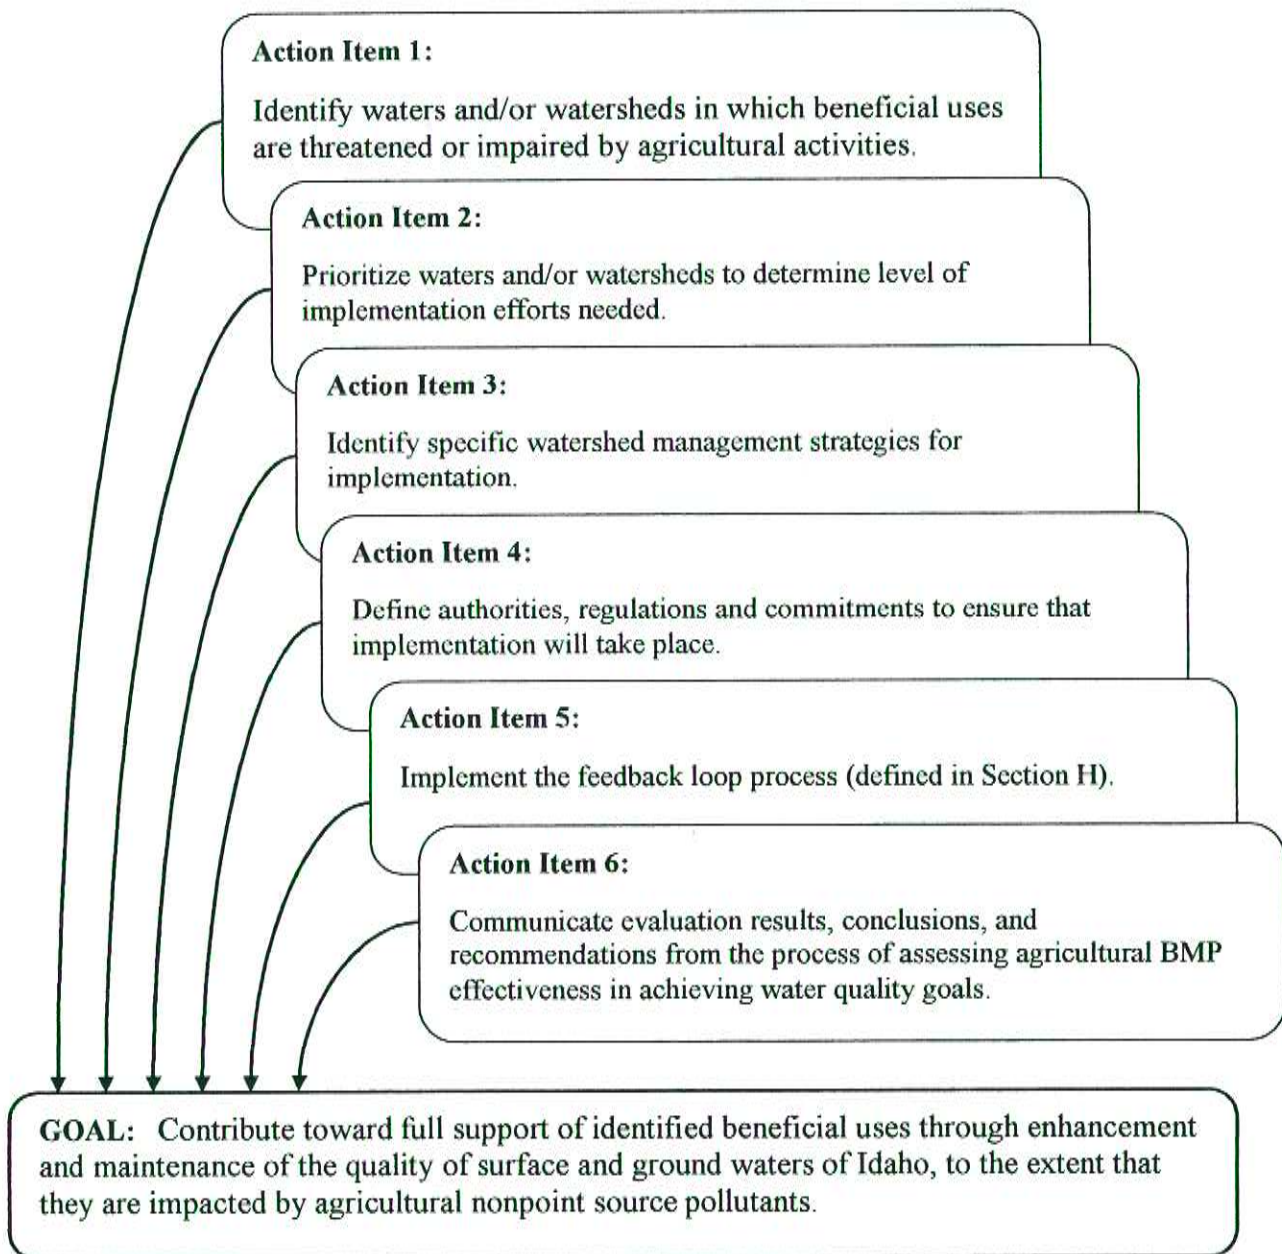 Action Item 1:
Identify waters and/or watersheds in which beneficial uses
are threatened or impaired by agricultural activities.
Action Item 2:
Prioritize waters and/or watersheds to determine level of
implementation efforts needed.
Action Item 3:
Identify specific watershed management strategies for
implementation.
Action Item 4:
Define authorities, regulations and commitments to ensure that
implementation will take place.
Action Item 5:
Implement the feedback loop process (defined in Section H).
Action Item 6:
Communicate evaluation results, conclusions, and
recommendations from the process of assessing agricultural BMP
effectiveness in achieving water quality goals.
GOAL: Contribute toward full support of identified beneficial uses through enhancement
and maintenance of the quality of surface and ground waters of Idaho, to the extent that
they are impacted by agricultural nonpoint source pollutants.